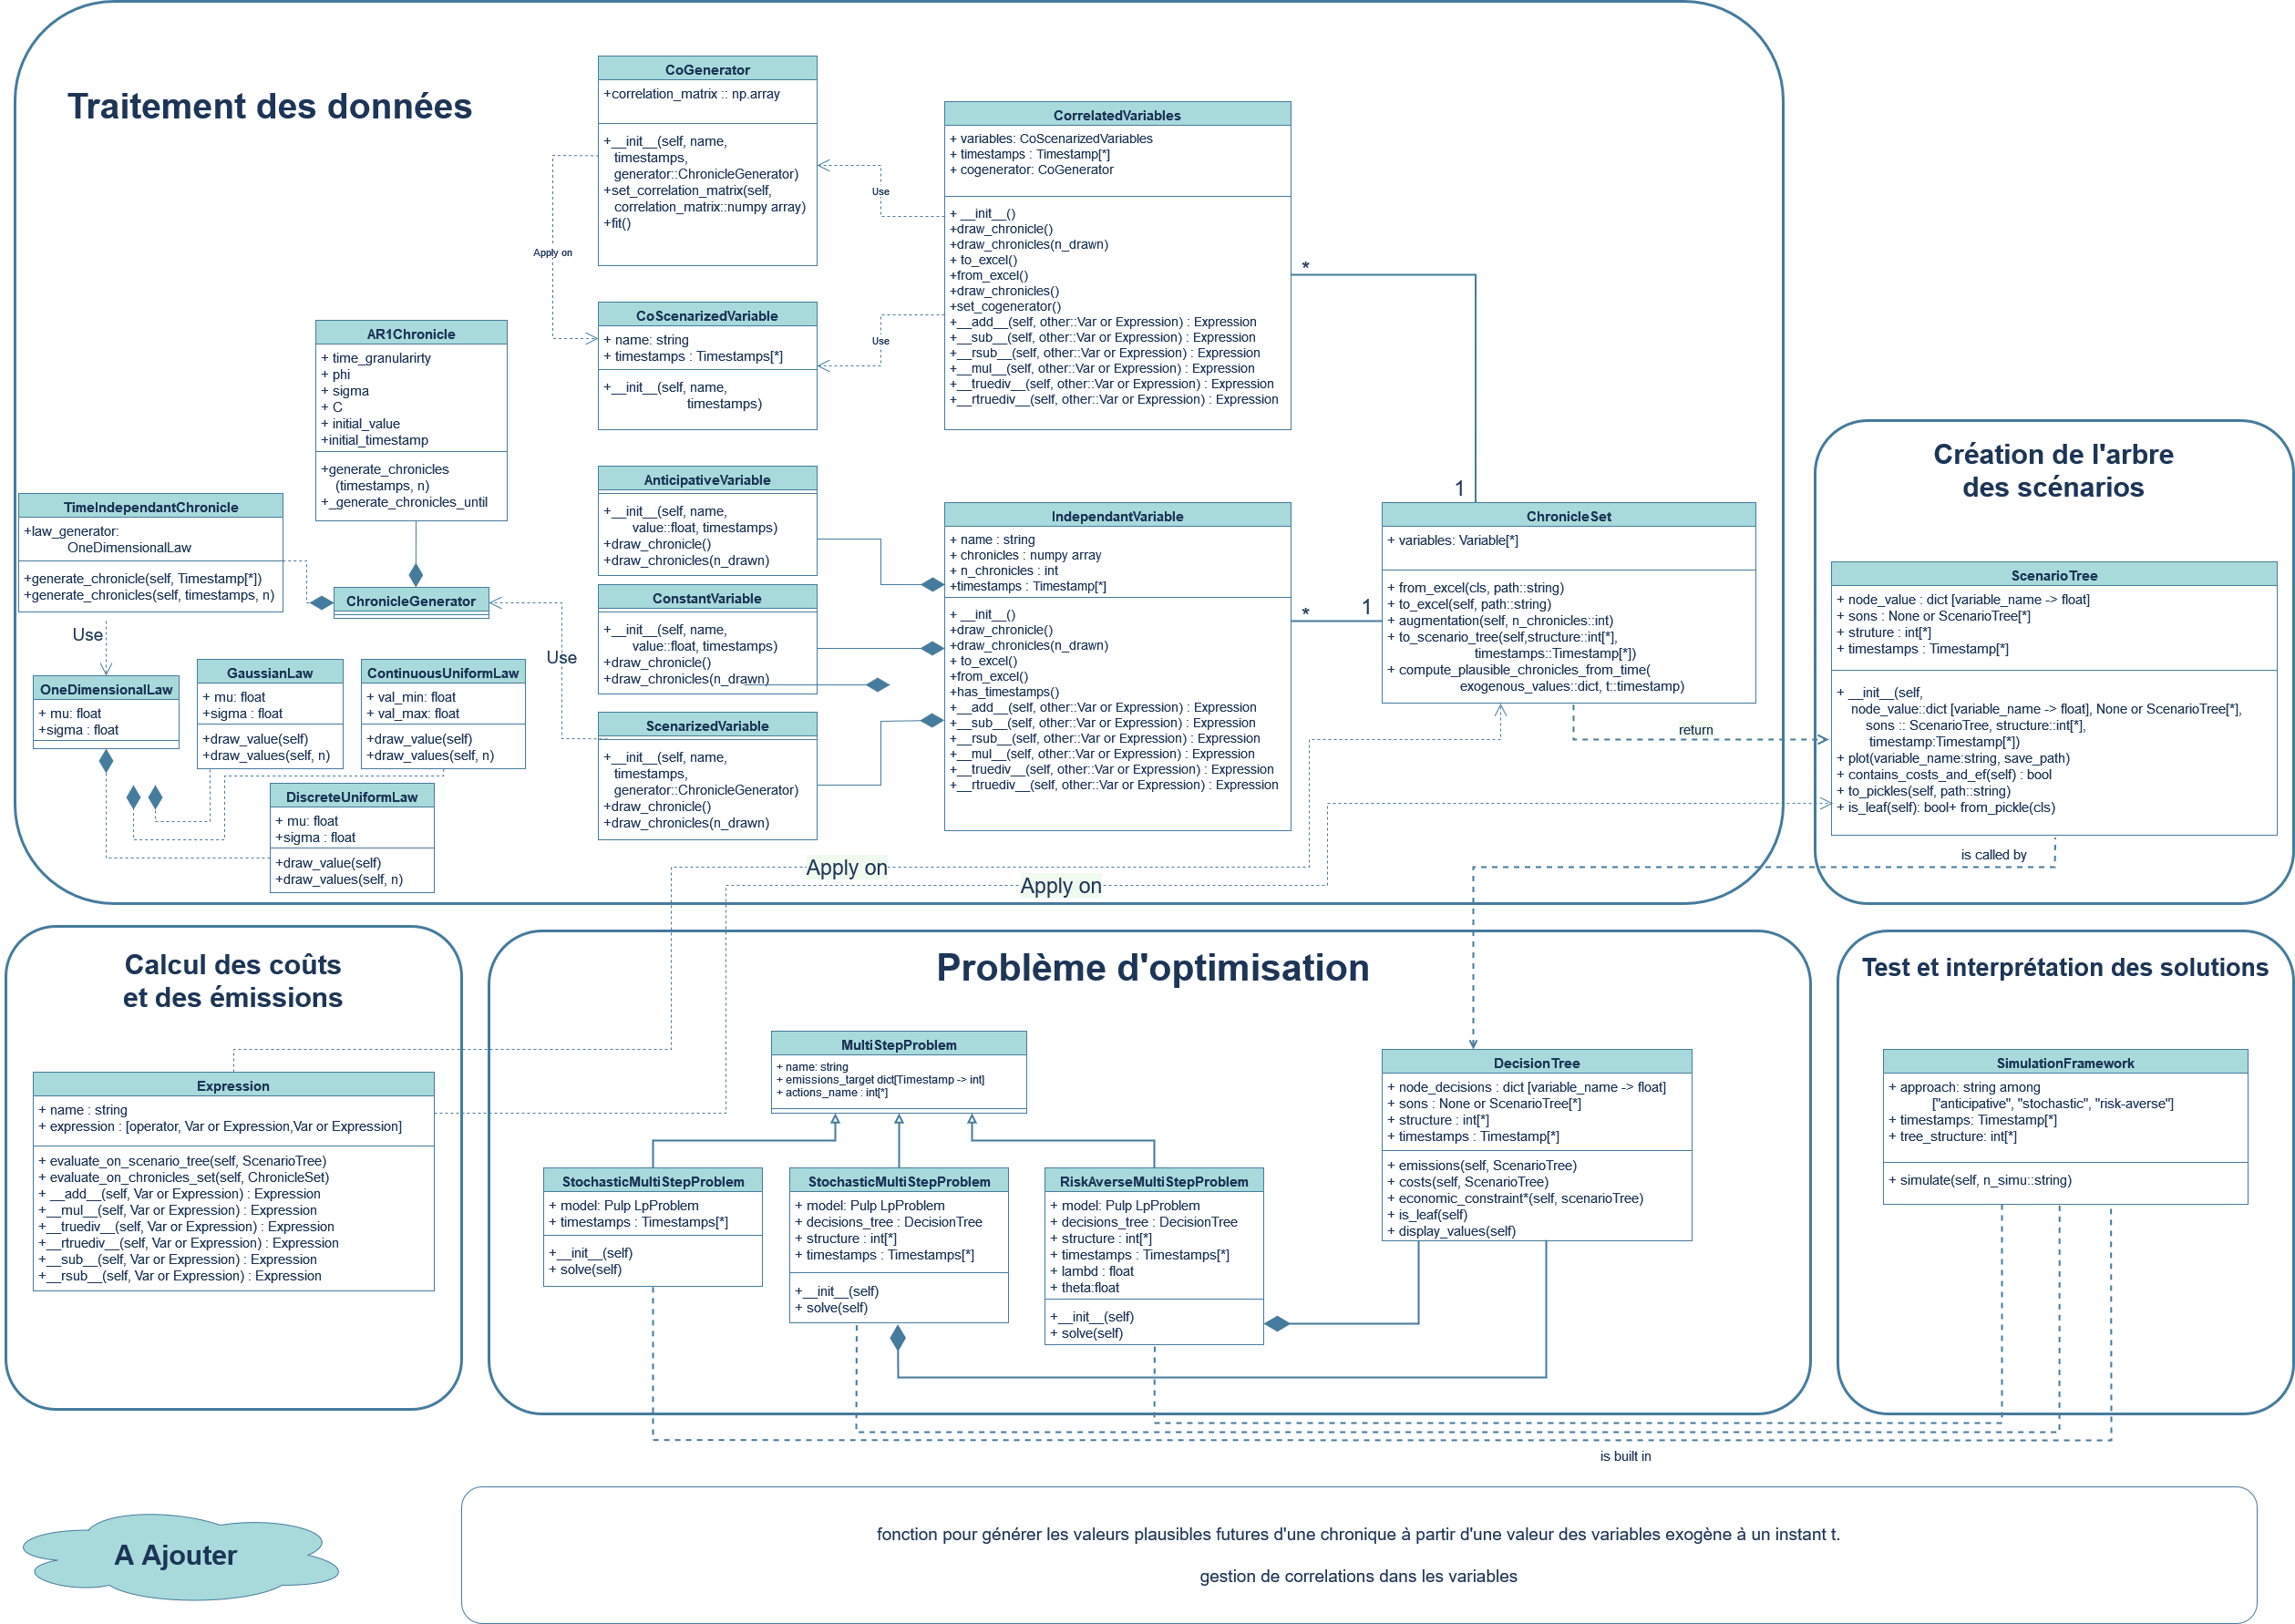 Traitement des données
CoGenerator
+correlation_matrix :: np.array
+__init__(self, name,
timestamps,
generator::ChronicleGenerator)
+set_correlation_matrix(self,
correlation_matrix::numpy array)
+fit()
CorrelatedVariables
+ variables: CoScenarizedVariables
+ timestamps : Timestamp[*]
+ cogenerator: CoGenerator
+ __init__()
+draw_chronicle()
+draw_chronicles(n_drawn)
+ to_excel()
+from_excel()
+draw_chronicles()
+set_cogenerator()
+__add__(self, other::Var or Expression) : Expression
+__sub__(self, other::Var or Expression) : Expression
+__rsub__(self, other::Var or Expression) : Expression
+__mul__(self, other::Var or Expression) : Expression
+__truediv__(self, other::Var or Expression) : Expression
+__rtruediv__(self, other::Var or Expression) : Expression
Use
Apply on
Use
*
1
CoScenarizedVariable
+ name: string
+ timestamps : Timestamps[*]
+__init__(self, name,
timestamps)
AR1Chronicle
+ time_granularirty
+ phi
+ sigma
+ C
+ initial_value
+initial_timestamp
+generate_chronicles
(timestamps, n)
+_generate_chronicles_until
TimeIndependantChronicle
+law_generator:
OneDimensionalLaw
+generate_chronicle(self, Timestamp[*])
+generate_chronicles(self, timestamps, n)
ChronicleGenerator
Use
Use
OneDimensionalLaw
+ mu: float
+sigma : float
GaussianLaw
+ mu: float
+sigma : float
+draw_value(self)
+draw_values(self, n)
ContinuousUniformLaw
+ val_min: float
+ val_max: float
+draw_value(self)
+draw_values(self, n)
DiscreteUniformLaw
+ mu: float
+sigma : float
+draw_value(self)
+draw_values(self, n)
AnticipativeVariable
+__init__(self, name,
value::float, timestamps)
+draw_chronicle()
+draw_chronicles(n_drawn)
ConstantVariable
+__init__(self, name,
value::float, timestamps)
+draw_chronicle()
+draw_chronicles(n_drawn)
ScenarizedVariable
+__init__(self, name,
timestamps,
generator::ChronicleGenerator)
+draw_chronicle()
+draw_chronicles(n_drawn)
IndependantVariable
+ name : string
+ chronicles : numpy array
+ n_chronicles : int
+timestamps : Timestamp[*]
+ __init__()
+draw_chronicle()
+draw_chronicles(n_drawn)
+ to_excel()
+from_excel()
+has_timestamps()
+__add__(self, other::Var or Expression) : Expression
+__sub__(self, other::Var or Expression) : Expression
+__rsub__(self, other::Var or Expression) : Expression
+__mul__(self, other::Var or Expression) : Expression
+__truediv__(self, other::Var or Expression) : Expression
+__rtruediv__(self, other::Var or Expression) : Expression
*
1
ChronicleSet
+ variables: Variable[*]
+ from_excel(cls, path::string)
+ to_excel(self, path::string)
+ augmentation(self, n_chronicles::int)
+ to_scenario_tree(self,structure::int[*],
timestamps::Timestamp[*])
+ compute_plausible_chronicles_from_time(
exogenous_values::dict, t::timestamp)
return
Apply on
Apply on
Création de l'arbre
des scénarios
ScenarioTree
+ node_value : dict [variable_name -> float]
+ sons : None or ScenarioTree[*]
+ struture : int[*]
+ timestamps : Timestamp[*]
+ __init__(self,
node_value::dict [variable_name -> float], None or ScenarioTree[*],
sons :: ScenarioTree, structure::int[*],
timestamp:Timestamp[*])
+ plot(variable_name:string, save_path)
+ contains_costs_and_ef(self) : bool
+ to_pickles(self, path::string)
+ is_leaf(self): bool+ from_pickle(cls)
is called by
Calcul des coûts
et des émissions
Expression
+ name : string
+ expression : [operator, Var or Expression,Var or Expression]
+ evaluate_on_scenario_tree(self, ScenarioTree)
+ evaluate_on_chronicles_set(self, ChronicleSet)
+ __add__(self, Var or Expression) : Expression
+__mul__(self, Var or Expression) : Expression
+__truediv__(self, Var or Expression) : Expression
+__rtruediv__(self, Var or Expression) : Expression
+__sub__(self, Var or Expression) : Expression
+__rsub__(self, Var or Expression) : Expression
Problème d'optimisation
MultiStepProblem
+ name: string
+ emissions_target dict[Timestamp -> int]
+ actions_name : int[*]
StochasticMultiStepProblem
+ model: Pulp LpProblem
+ timestamps : Timestamps[*]
+__init__(self)
+ solve(self)
StochasticMultiStepProblem
+ model: Pulp LpProblem
+ decisions_tree : DecisionTree
+ structure : int[*]
+ timestamps : Timestamps[*]
+__init__(self)
+ solve(self)
RiskAverseMultiStepProblem
+ model: Pulp LpProblem
+ decisions_tree : DecisionTree
+ structure : int[*]
+ timestamps : Timestamps[*]
+ lambd : float
+ theta:float
+__init__(self)
+ solve(self)
DecisionTree
+ node_decisions : dict [variable_name -> float]
+ sons : None or ScenarioTree[*]
+ structure : int[*]
+ timestamps : Timestamp[*]
+ emissions(self, ScenarioTree)
+ costs(self, ScenarioTree)
+ economic_constraint*(self, scenarioTree)
+ is_leaf(self)
+ display_values(self)
Test et interprétation des solutions
SimulationFramework
+ approach: string among
["anticipative", "stochastic", "risk-averse"]
+ timestamps: Timestamp[*]
+ tree_structure: int[*]
+ simulate(self, n_simu::string)
is built in
A Ajouter
fonction pour générer les valeurs plausibles futures d'une chronique à partir d'une valeur des variables exogène à un instant t.
gestion de correlations dans les variables